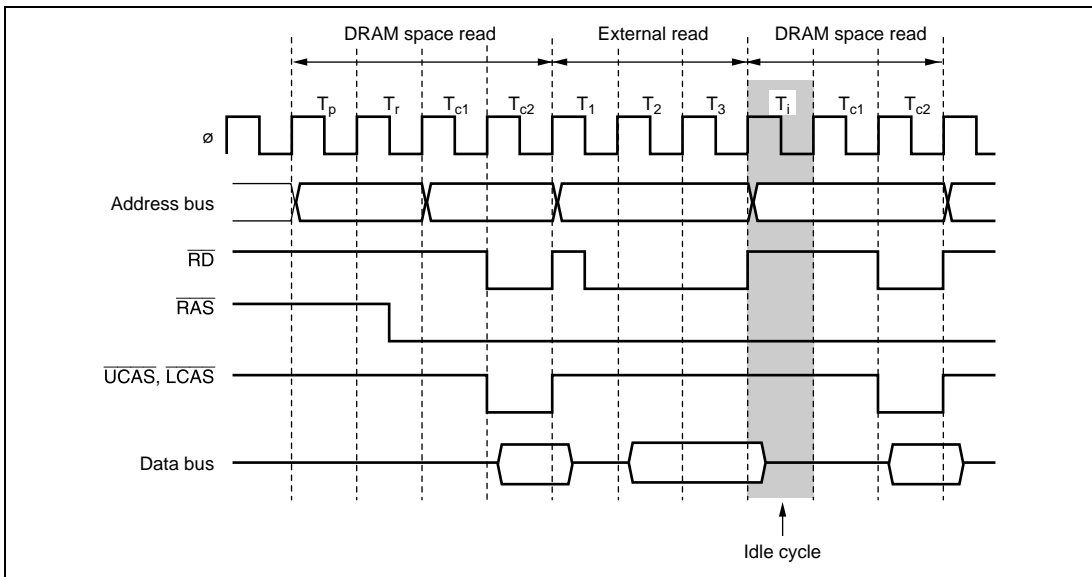 DRAM space read External read DRAM space read
Tp Tr Tc1 Tc2 T1 T2 T3 Ti Tc1 Tc2
ø
Address bus
RD
RAS
UCAS, LCAS
Data bus
Idle cycle